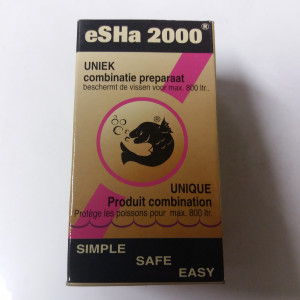 eSHa 2000®
UNIEK
combinatie preparaat
beschermt de vissen voor max. 800 ltr.
UNIQUE
Produit combination
Protége les poissons pour max. 800 ltr.
SIMPLE
SAFE
EASY